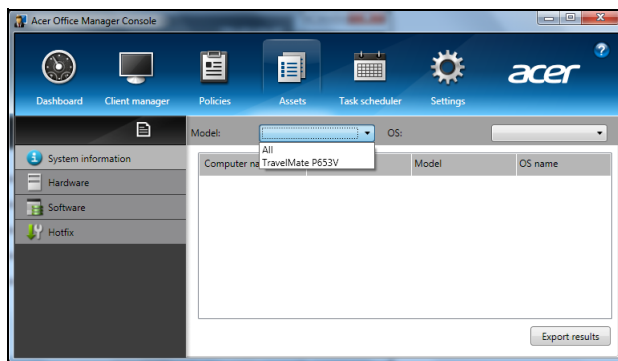 Acer Office Manager Console
?
acer
Dashboard Client manager Policies Assets Task scheduler Settings
Model: OS:
All
TravelMate P653V
System information
Hardware
Software
Hotfix
Computer na Model OS name
Export results